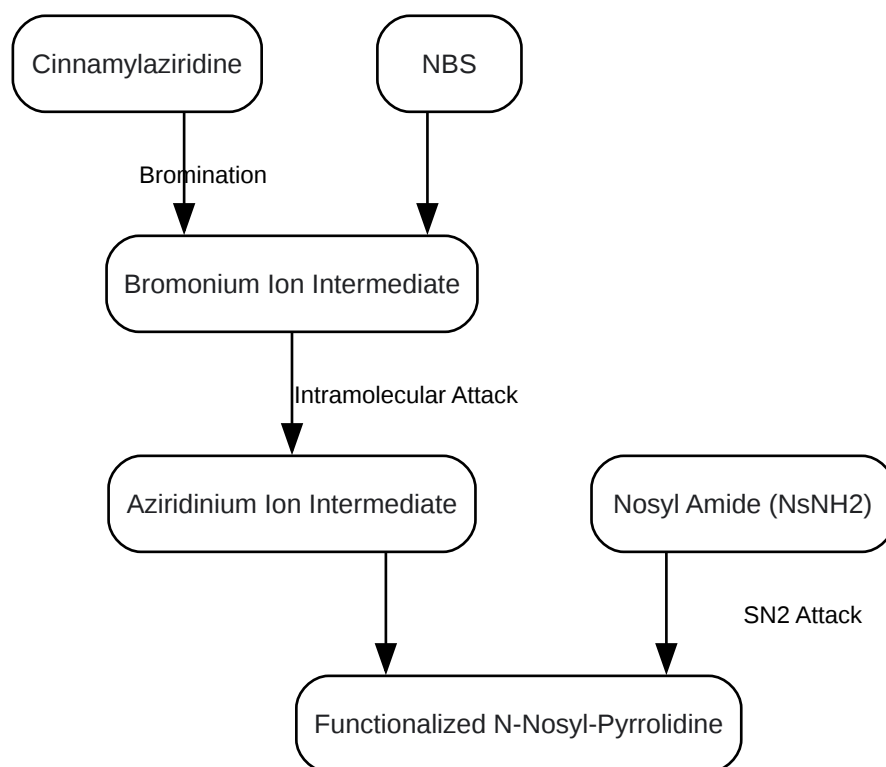 Cinnamylaziridine
NBS
Bromination
Bromonium Ion Intermediate
Intramolecular Attack
Aziridinium Ion Intermediate
Nosyl Amide (NsNH2)
SN2 Attack
Functionalized N-Nosyl-Pyrrolidine